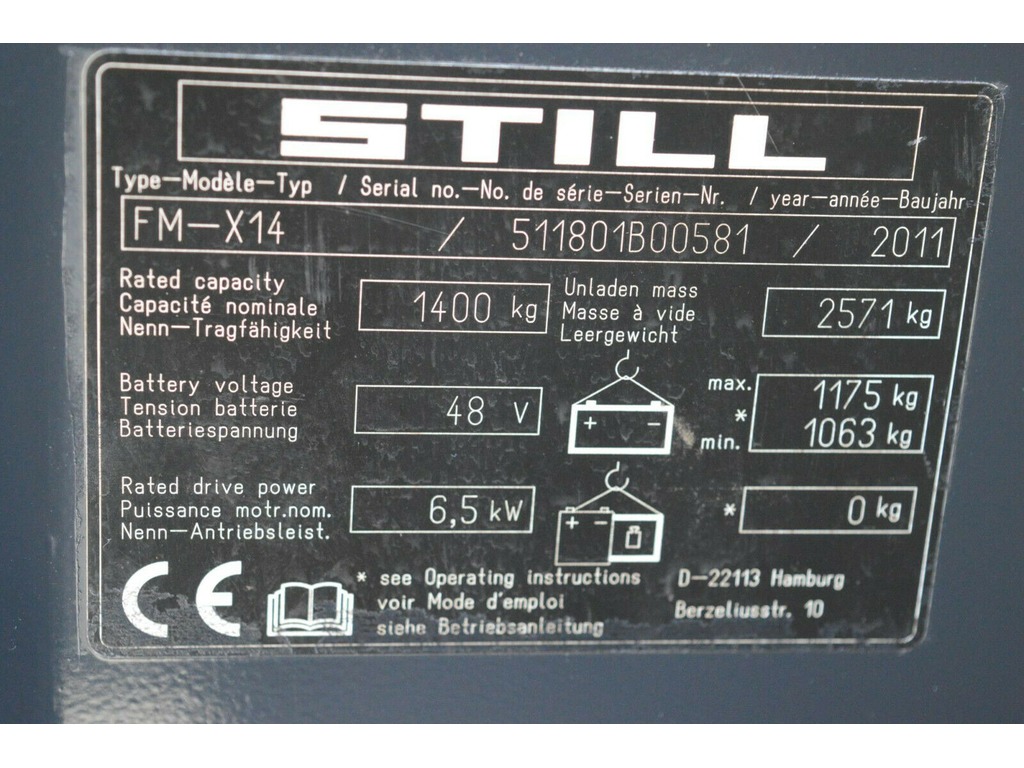 STILL
Type-Modèle-Typ / Serial no.-No. de série-Serien-Nr. / year-année-Baujahr
FM-X14 / 511801B00581 / 2011
Rated capacity
Capacité nominale
Nenn-Tragfähigkeit
1400 kg
Unladen mass
Masse à vide
Leergewicht
2571 kg
Battery voltage
Tension batterie
Batteriespannung
48 V
+ -
max. 1175 kg
*
min. 1063 kg
Rated drive power
Puissance motr.nom.
Nenn-Antriebsleist.
6,5 kW
+ -
* 0 kg
CE
* see Operating instructions
voir Mode d'emploi
siehe Betriebsanleitung
D-22113 Hamburg
Berzeliusstr. 10